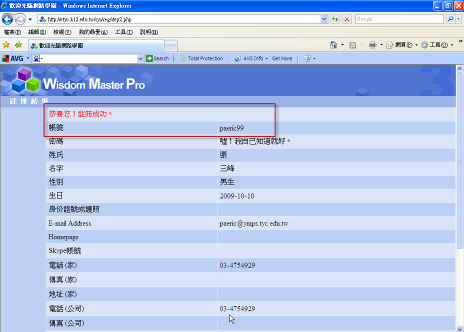 歡迎光臨網路學園 - Windows Internet Explorer
Google
檔案(F) 編輯(E) 檢視(V) 我的最愛(A) 工具(T) 說明(H)
歡迎光臨網路學園
網頁(P) 工具(O)
AVG Search Total Protection AVG Info Get More
Wisdom Master Pro
註冊結果
恭喜您!註冊成功。
帳號 paeric99
密碼 噓!我自己知道就好。
姓氏 張
名字 三峰
性別 男生
生日 2009-10-10
身份證號或護照
E-mail Address paeric@ymps.tyc.edu.tw
Homepage
Skype帳號
電話(家) 03-4754929
傳真(家)
地址(家)
電話(公司) 03-4754929
傳真(公司)